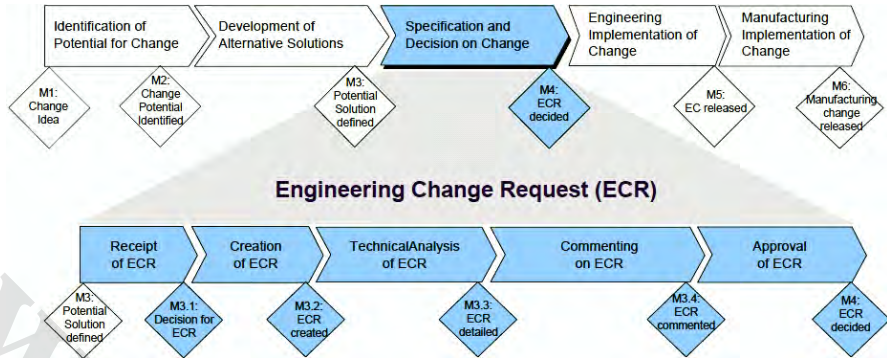 Identification of
Potential for Change
Development of
Alternative Solutions
Specification and
Decision on Change
Engineering
Implementation of
Change
Manufacturing
Implementation of
Change
M1:
Change
Idea
M2:
Change
Potential
Identified
M3:
Potential
Solution
defined
M4:
ECR
decided
M5:
EC released
M6:
Manufacturing
change
released
Engineering Change Request (ECR)
Receipt
of ECR
Creation
of ECR
TechnicalAnalysis
of ECR
Commenting
on ECR
Approval
of ECR
M3:
Potential
Solution
defined
M3.1:
Decision for
ECR
M3.2:
ECR
created
M3.3:
ECR
detailed
M3.4:
ECR
commented
M4:
ECR
decided